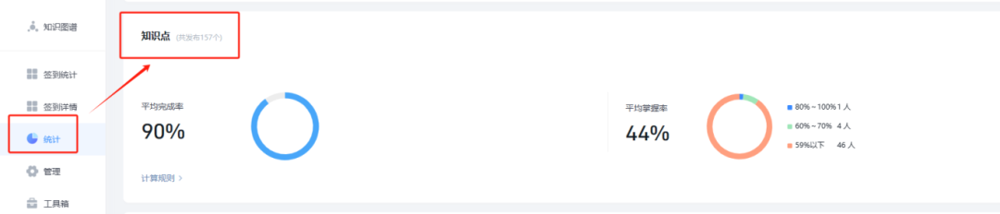 知识图谱
签到统计
签到详情
统计
管理
工具箱
知识点 (共发布157个)
平均完成率
90%
计算规则 >
平均掌握率
44%
80%~100% 1 人
60%~70% 4 人
59%以下 46 人